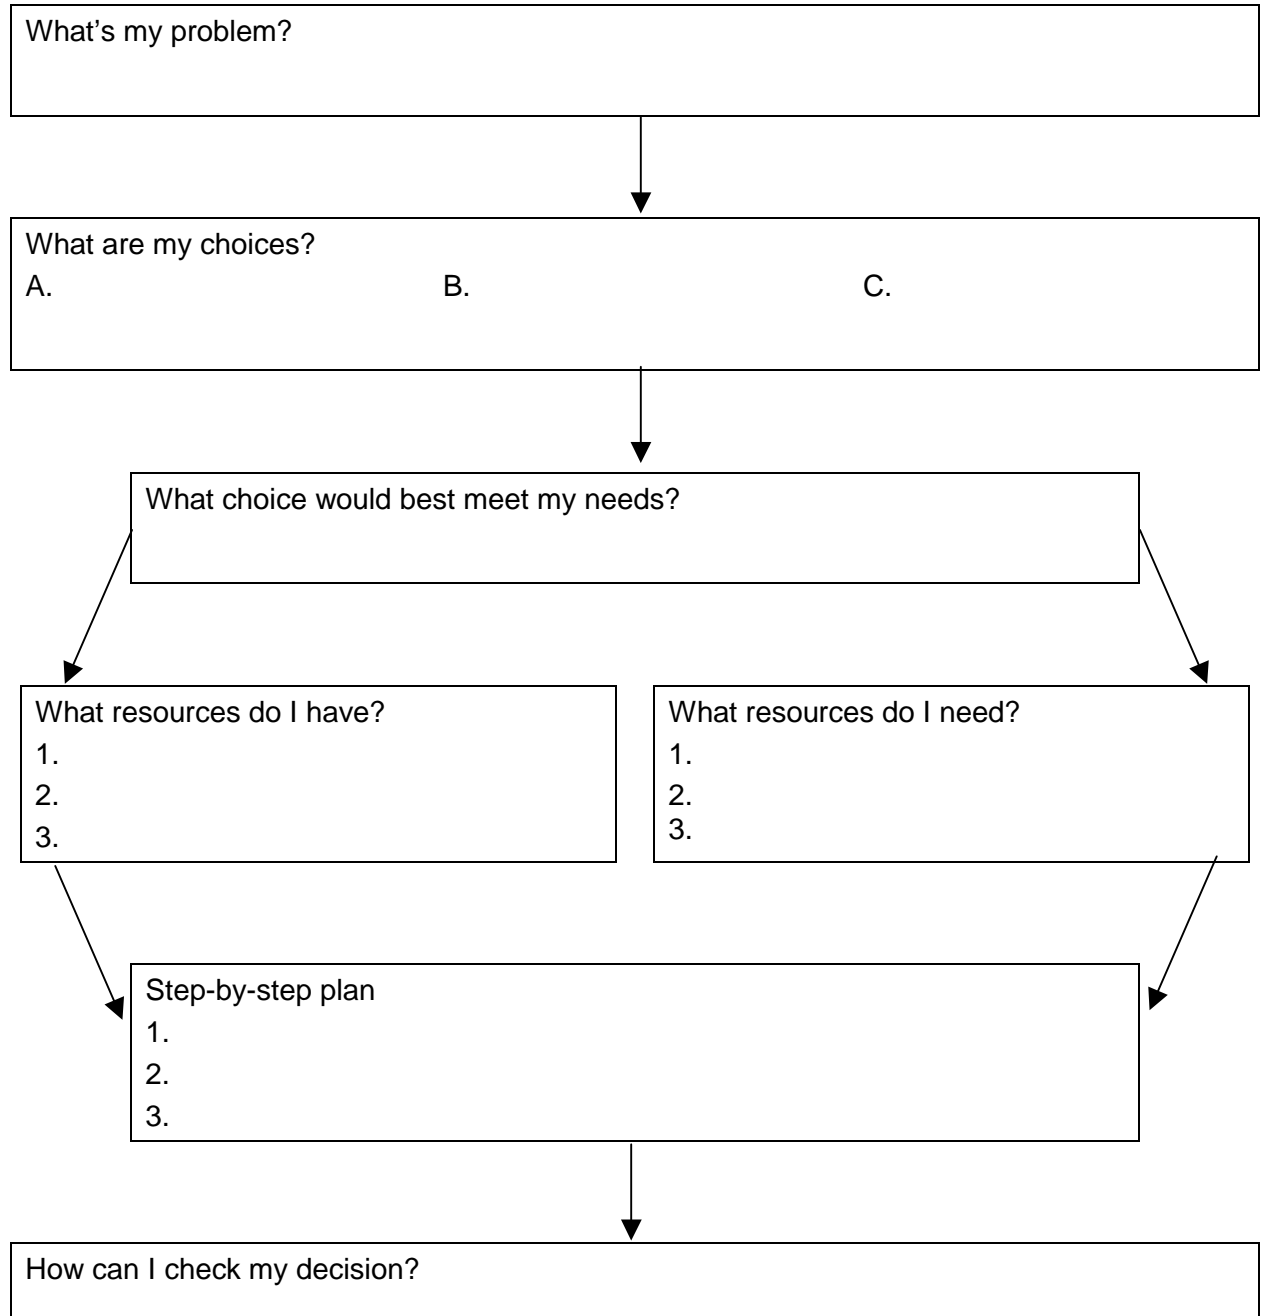 What’s my problem?
What are my choices?
A. B. C.
What choice would best meet my needs?
What resources do I have?
1.
2.
3.
What resources do I need?
1.
2.
3.
Step-by-step plan
1.
2.
3.
How can I check my decision?